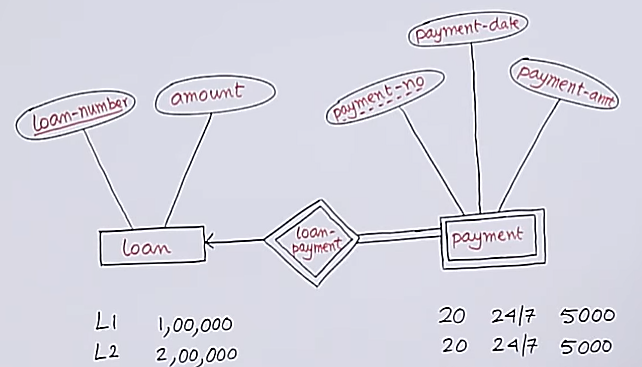 payment-date
loan-number
amount
payment-no
payment-amt
loan
loan-
payment
payment
L1 1,00,000
L2 2,00,000
20 24/7 5000
20 24/7 5000